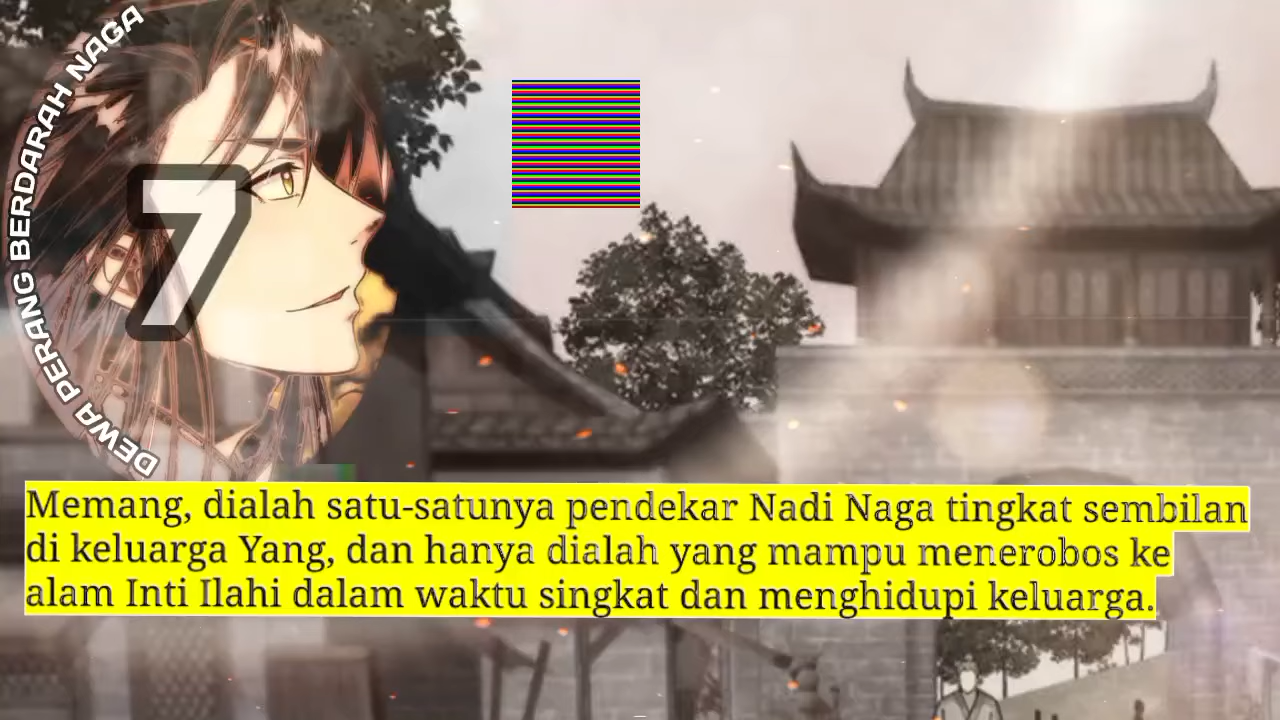 DEWA PERANG BERDARAH NAGA
7
Memang, dialah satu-satunya pendekar Nadi Naga tingkat sembilan
di keluarga Yang, dan hanya dialah yang mampu menerobos ke
alam Inti Ilahi dalam waktu singkat dan menghidupi keluarga.